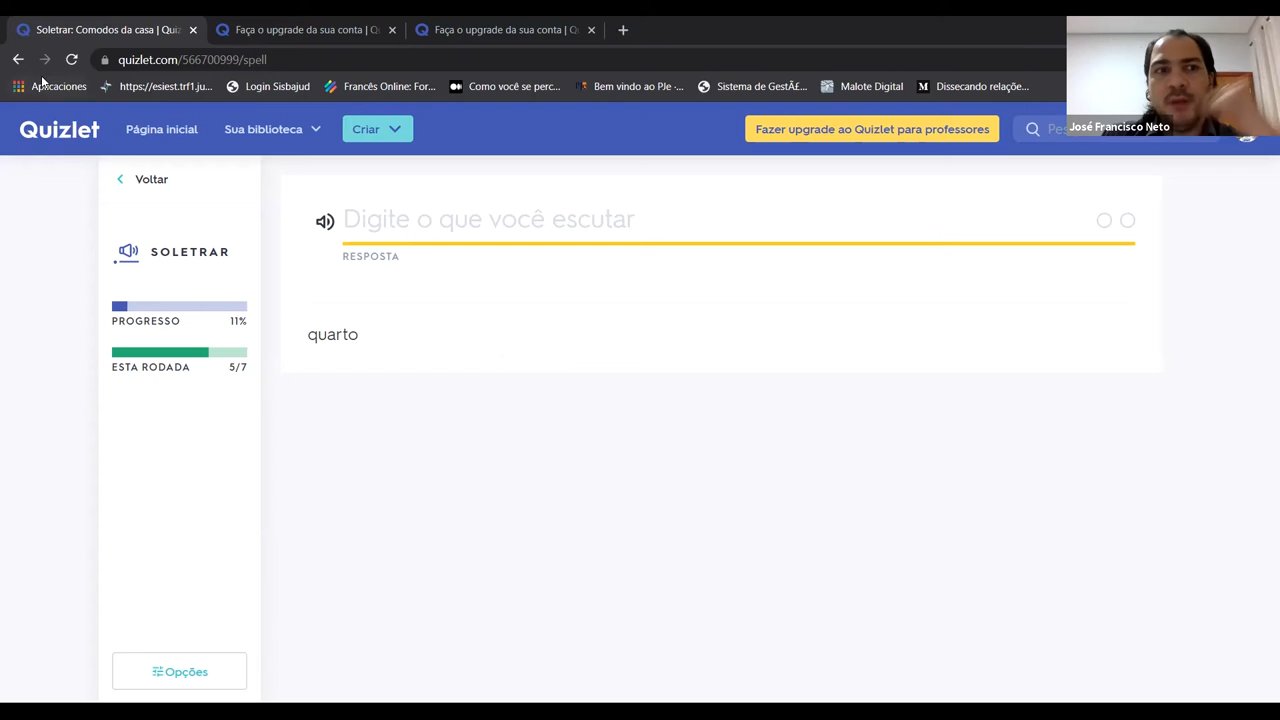 Soletrar: Comodos da casa | Quiz
Faça o upgrade da sua conta | Q
Faça o upgrade da sua conta | Q
quizlet.com/566700999/spell
Aplicaciones
https://esiest.trf1.ju...
Login Sisbajud
Francés Online: For...
Como você se perc...
Bem vindo ao PJe ·...
Sistema de GestÃ£...
Malote Digital
Dissecando relaçõe...
José Francisco Neto
Quizlet
Página inicial
Sua biblioteca
Criar
Fazer upgrade ao Quizlet para professores
Voltar
SOLETRAR
PROGRESSO 11%
ESTA RODADA 5/7
Opções
Digite o que você escutar
RESPOSTA
quarto